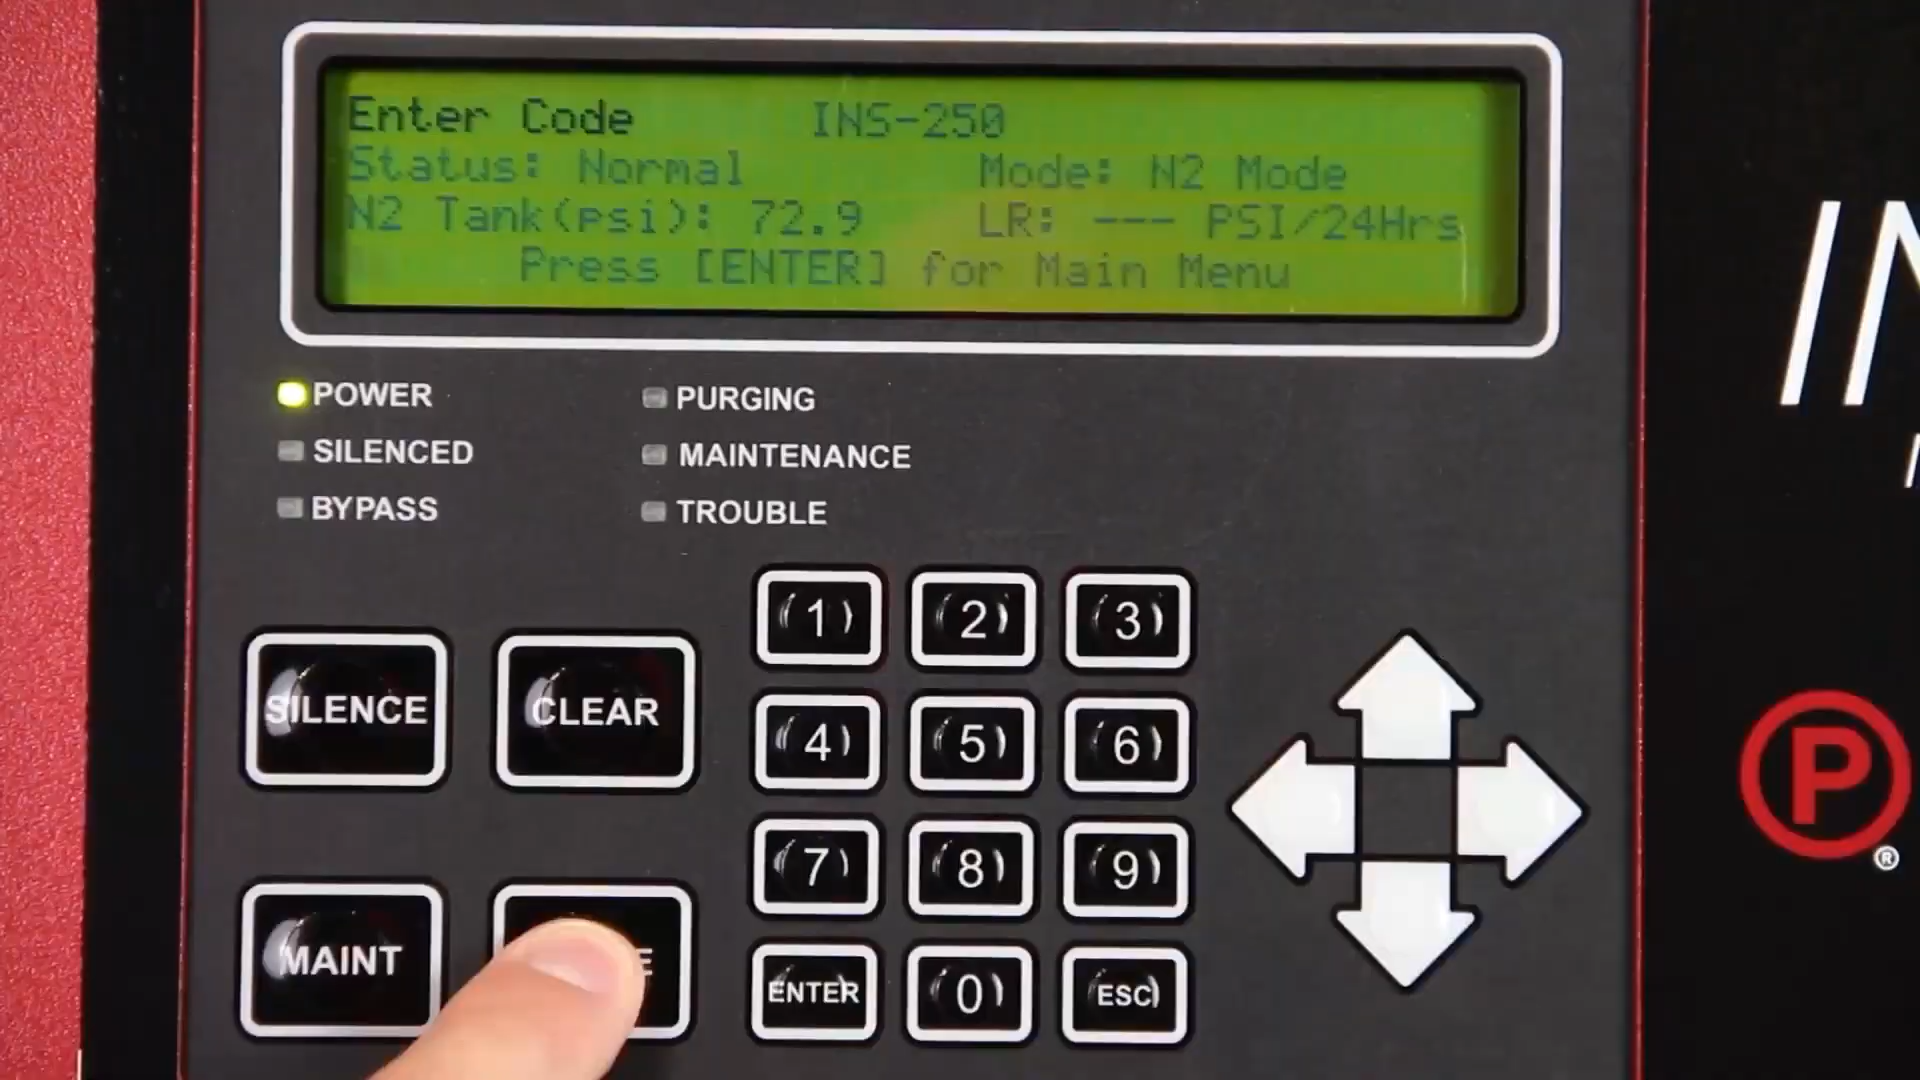 Enter Code INS-250
Status: Normal Mode: N2 Mode
N2 Tank(psi): 72.9 LR: --- PSI/24Hrs
Press [ENTER] for Main Menu
POWER PURGING
SILENCED MAINTENANCE
BYPASS TROUBLE
1 2 3
SILENCE CLEAR
4 5 6
7 8 9
MAINT
ENTER 0 ESC
P
®